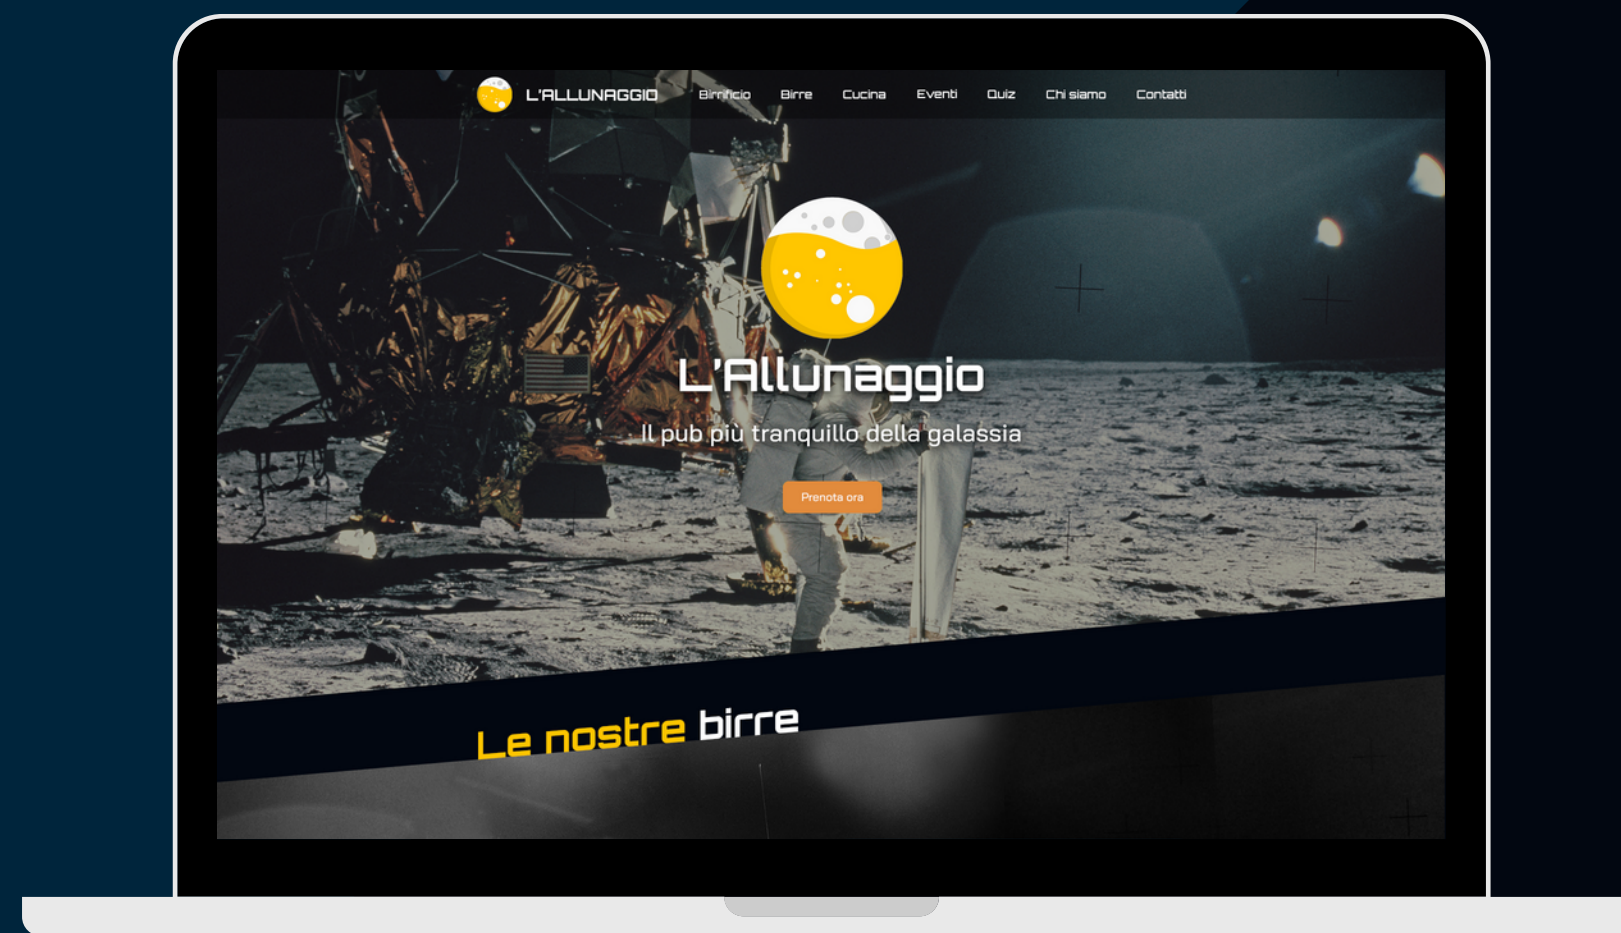 L'ALLUNAGGIO Birrificio Birre Cucina Eventi Quiz Chi siamo Contatti
L'Allunaggio
Il pub più tranquillo della galassia
Prenota ora
Le nostre birre